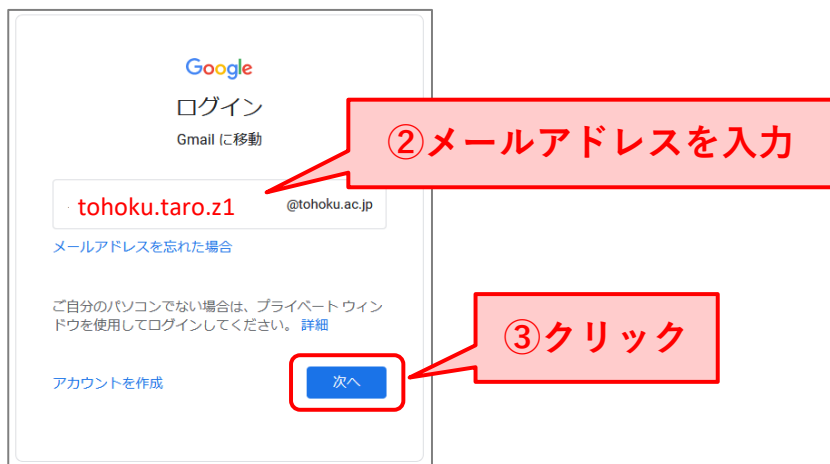 Google
ログイン
Gmail に移動
②メールアドレスを入力
tohoku.taro.z1 @tohoku.ac.jp
メールアドレスを忘れた場合
ご自分のパソコンでない場合は、プライベート ウィン
ドウを使用してログインしてください。 詳細
③クリック
アカウントを作成 次へ